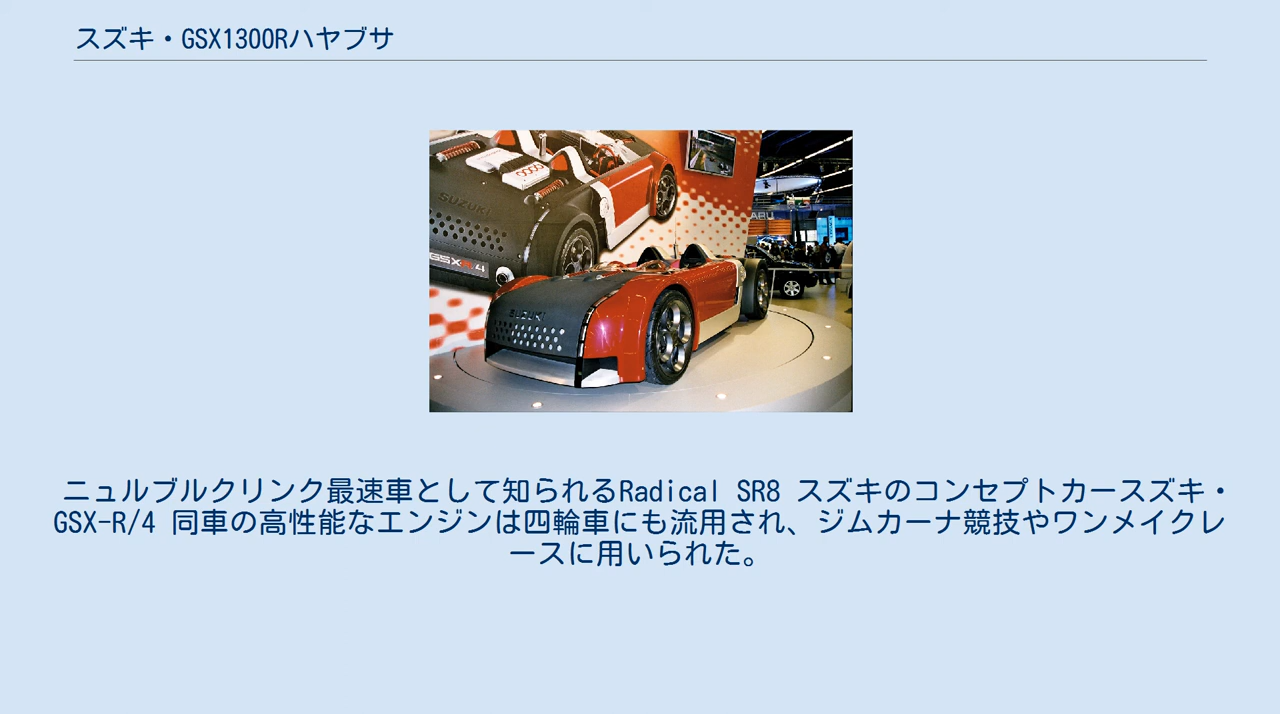 スズキ・GSX1300Rハヤブサ
SUZUKI
GSX-R/4
SUZUKI
ニュルブルクリンク最速車として知られるRadical SR8 スズキのコンセプトカースズキ・
GSX-R/4 同車の高性能なエンジンは四輪車にも流用され、ジムカーナ競技やワンメイクレ
ースに用いられた。